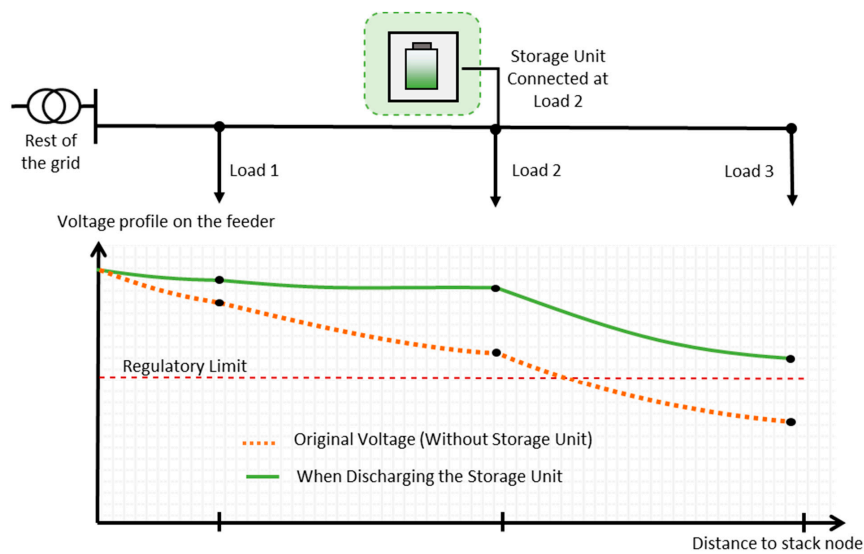 Storage Unit
Connected at
Load 2
Rest of
the grid
Load 1
Load 2
Load 3
Voltage profile on the feeder
Regulatory Limit
Original Voltage (Without Storage Unit)
When Discharging the Storage Unit
Distance to stack node